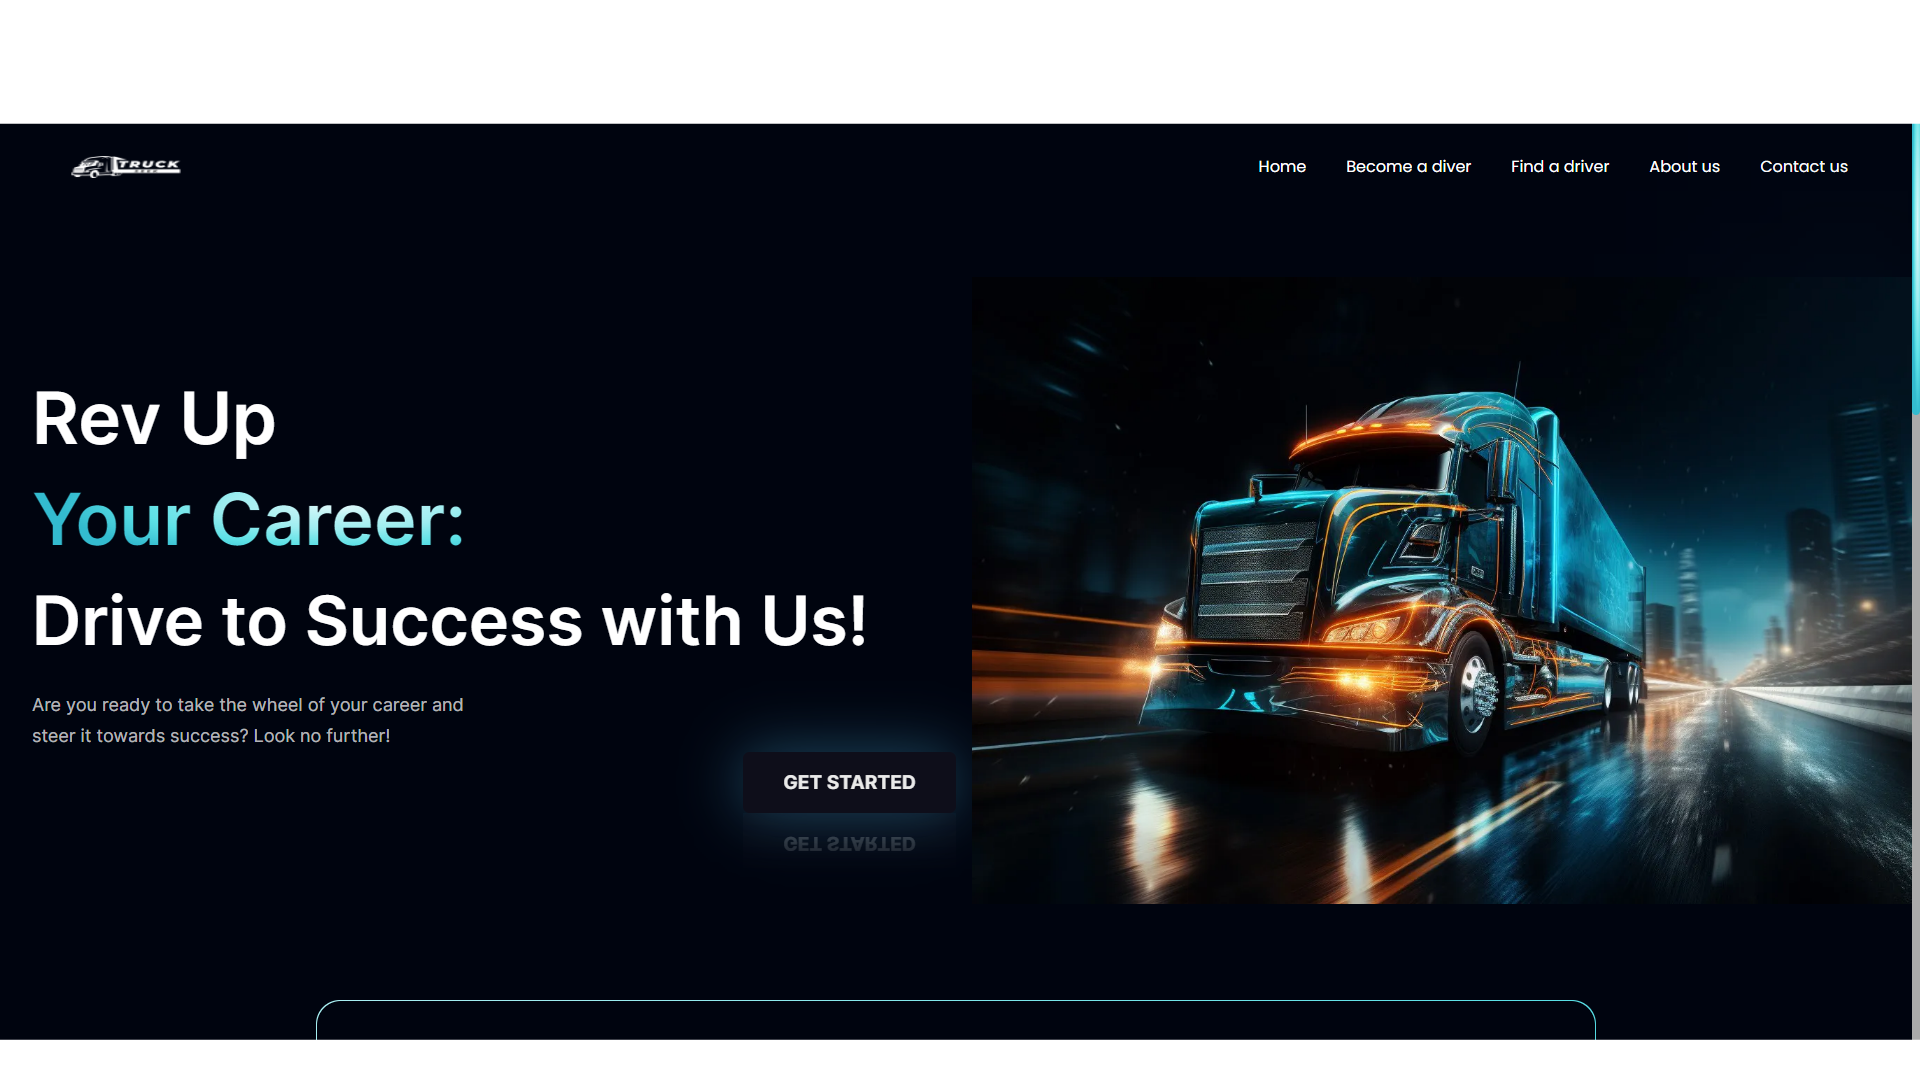 TRUCK
Home
Become a diver
Find a driver
About us
Contact us
Rev Up
Your Career:
Drive to Success with Us!
Are you ready to take the wheel of your career and
steer it towards success? Look no further!
GET STARTED
GET STARTED